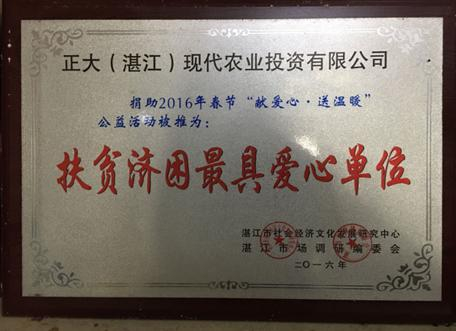 正大（湛江）现代农业投资有限公司
捐助2016年春节“献爱心·送温暖”
公益活动被推为：
扶贫济困最具爱心单位
湛江市社会经济文化发展研究中心
湛江市场调研编委会
二〇一六年